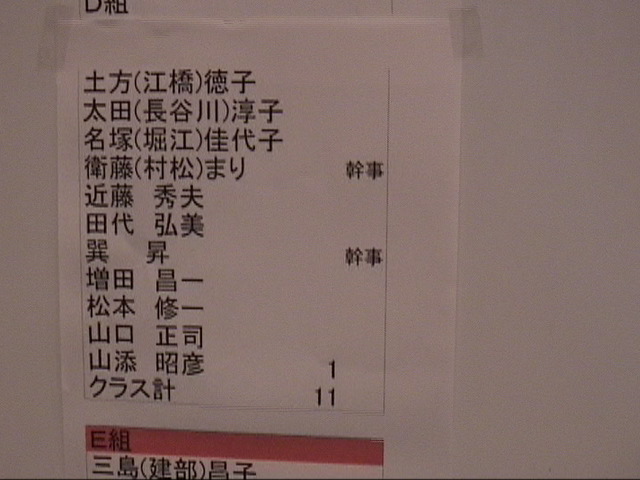 D組
土方(江橋)徳子
太田(長谷川)淳子
名塚(堀江)佳代子
衛藤(村松)まり 幹事
近藤 秀夫
田代 弘美
巽 昇 幹事
増田 昌一
松本 修一
山口 正司
山添 昭彦 1
クラス計 11
E組
三島(建部)昌子